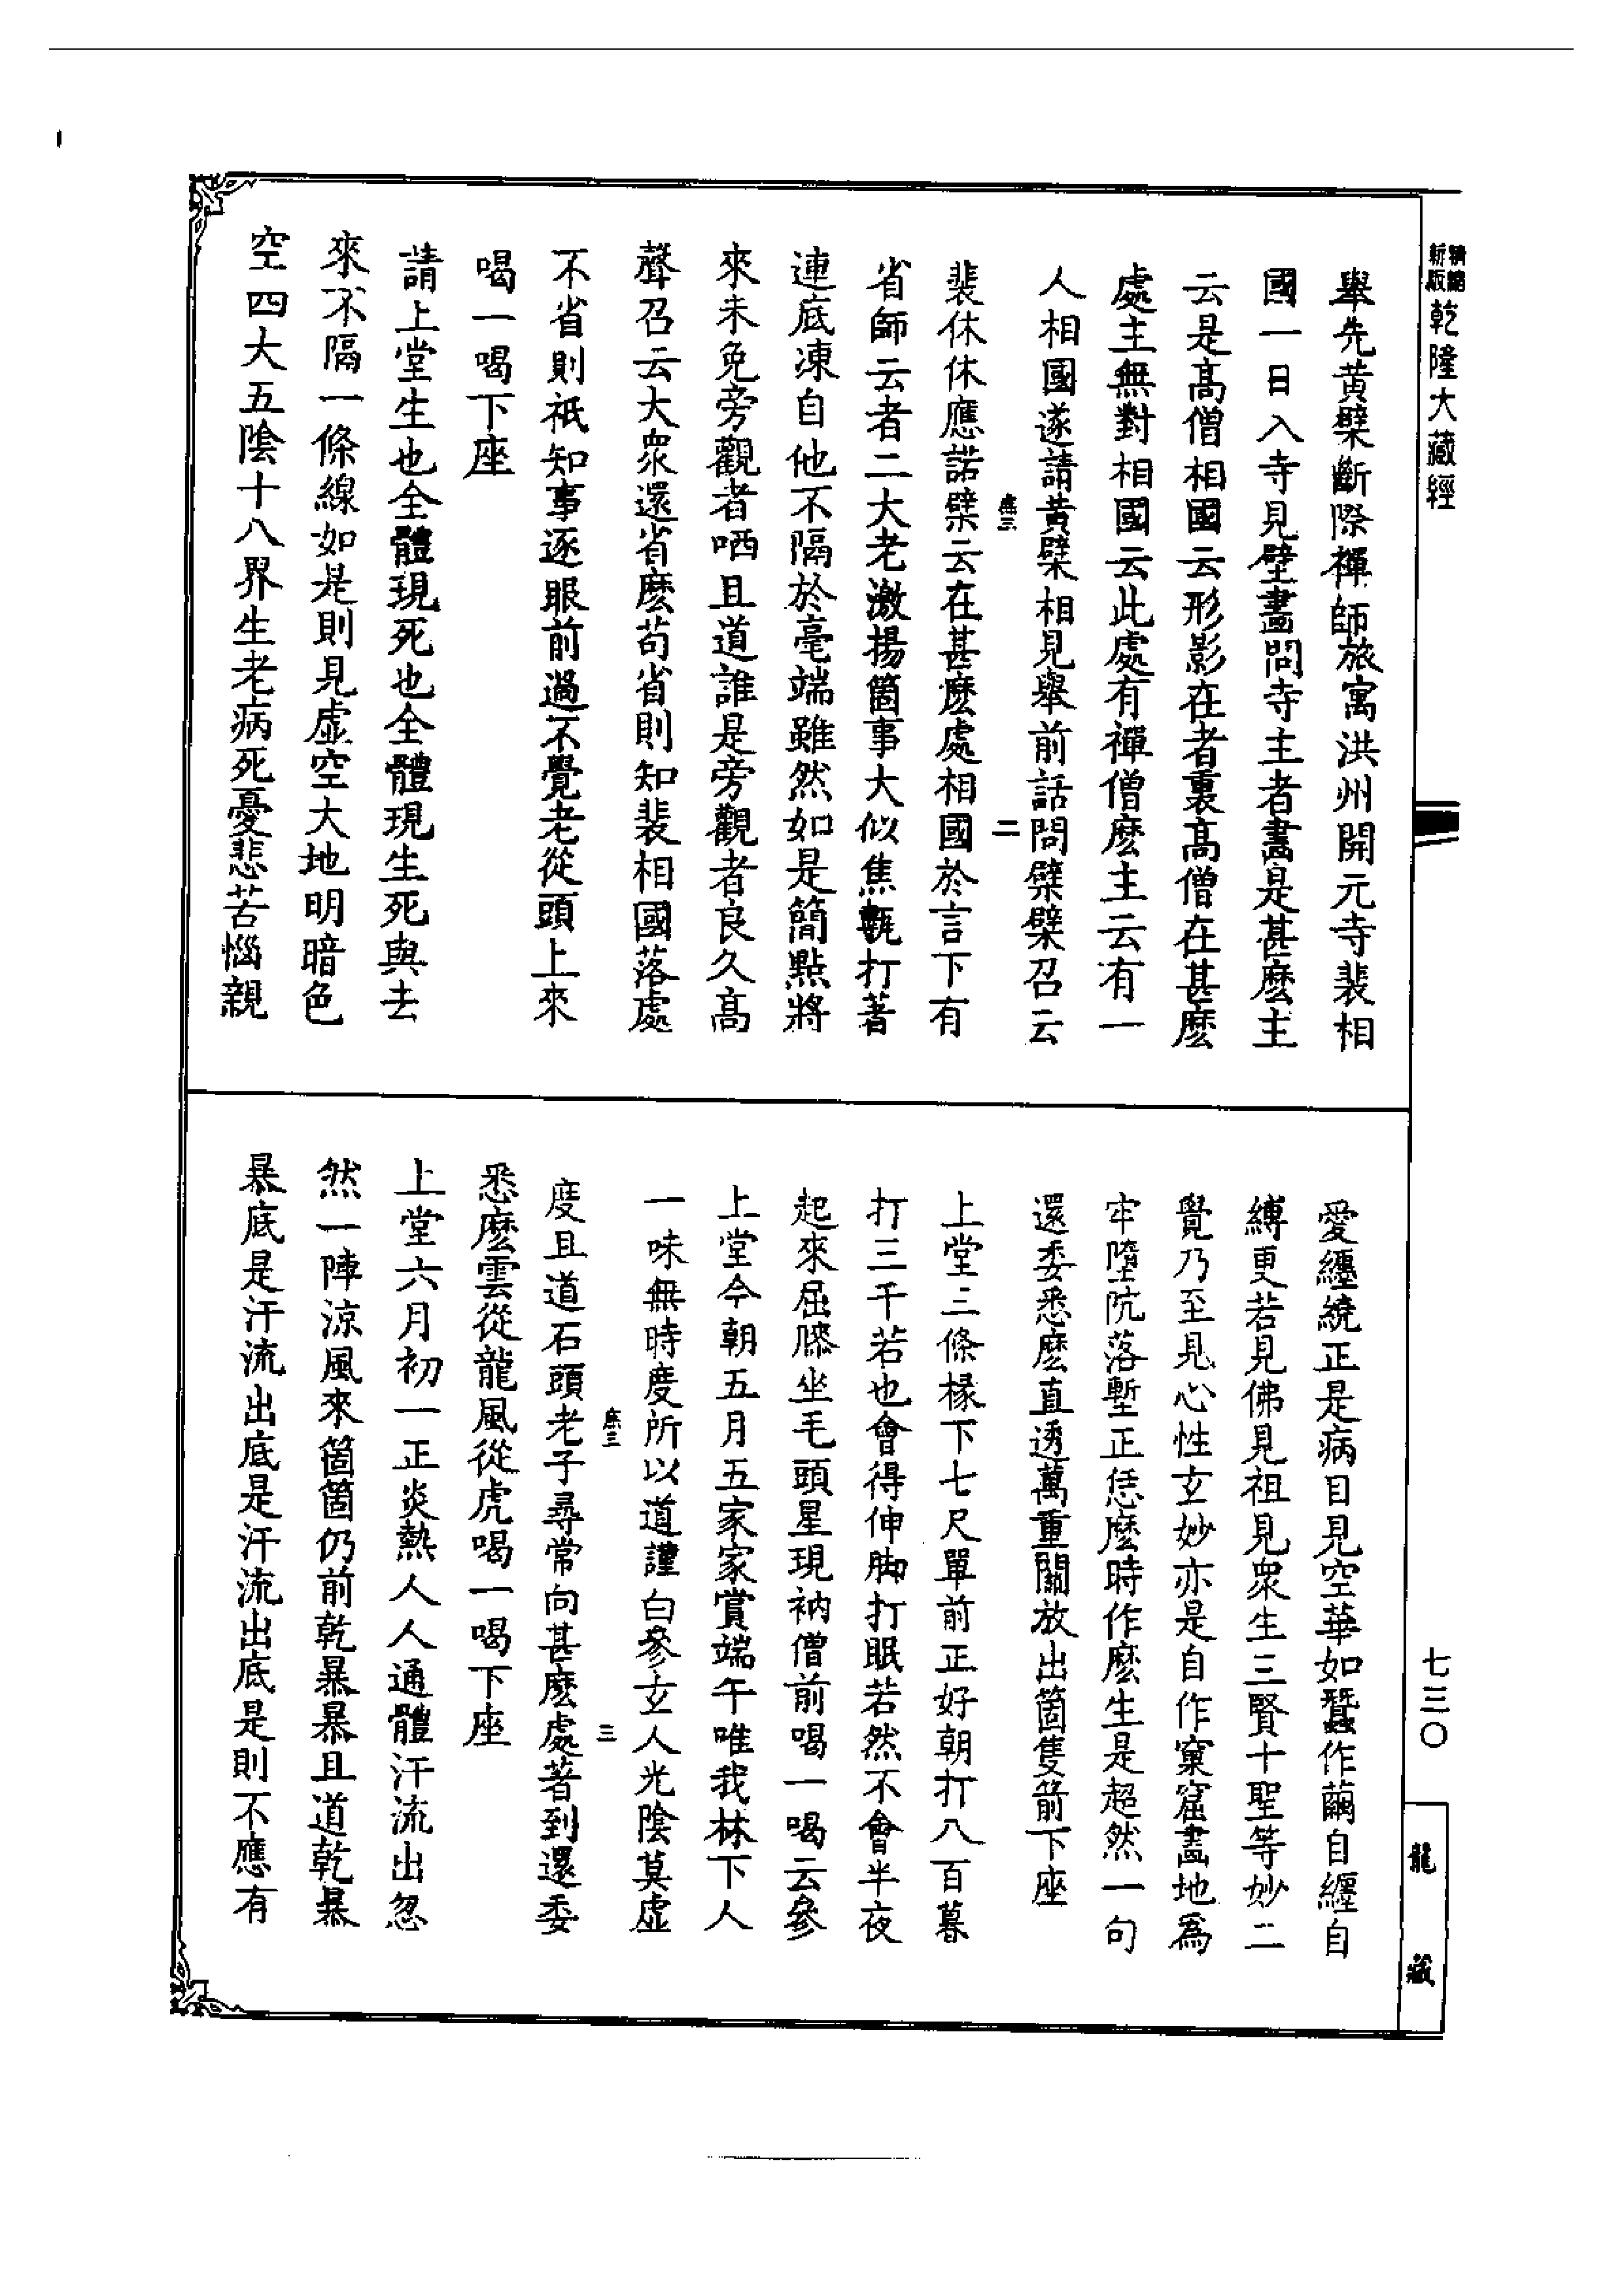 精縮
新版
乾隆大藏經
舉先黃檗斷際禪師旅寓洪州開元寺裴相
國一日入寺見壁畫問寺主者畫是甚麽主
云是高僧相國云形影在者裏高僧在甚麽
處主無對相國云此處有禪僧麽主云有一
人相國遂請黃檗相見舉前話問檗檗召云
裴休休應諾檗云在甚麽處相國於言下有
省師云者二大老激揚箇事大似焦甎打著
連底凍自他不隔於毫端雖然如是簡點將
來未免旁觀者哂且道誰是旁觀者良久高
聲召云大衆還省麽苟省則知裴相國落處
不省則祇知事逐眼前過不覺老從頭上來
喝一喝下座
請上堂生也全體現死也全體現生死與去
來不隔一條線如是則見虛空大地明暗色
空四大五陰十八界生老病死憂悲苦惱親
二
愛纏繞正是病目見空華如蠶作繭自纏自
縛更若見佛見祖見衆生三賢十聖等妙二
覺乃至見心性玄妙亦是自作窠窟畫地爲
牢墮阬落塹正恁麽時作麽生是超然一句
還委悉麽直透萬重關放出箇隻箭下座
上堂三條椽下七尺單前正好朝打八百暮
打三千若也會得伸脚打眠若然不會半夜
起來屈膝坐毛頭星現衲僧前喝一喝云參
上堂今朝五月五家家賞端午唯我林下人
一味無時度所以道謹白參玄人光陰莫虛
度且道石頭老子尋常向甚麽處著到還委
悉麽雲從龍風從虎喝一喝下座
上堂六月初一正炎熱人人通體汗流出忽
然一陣涼風來箇箇仍前乾暴暴且道乾暴
暴底是汗流出底是汗流出底是則不應有
三
七三〇
龍藏